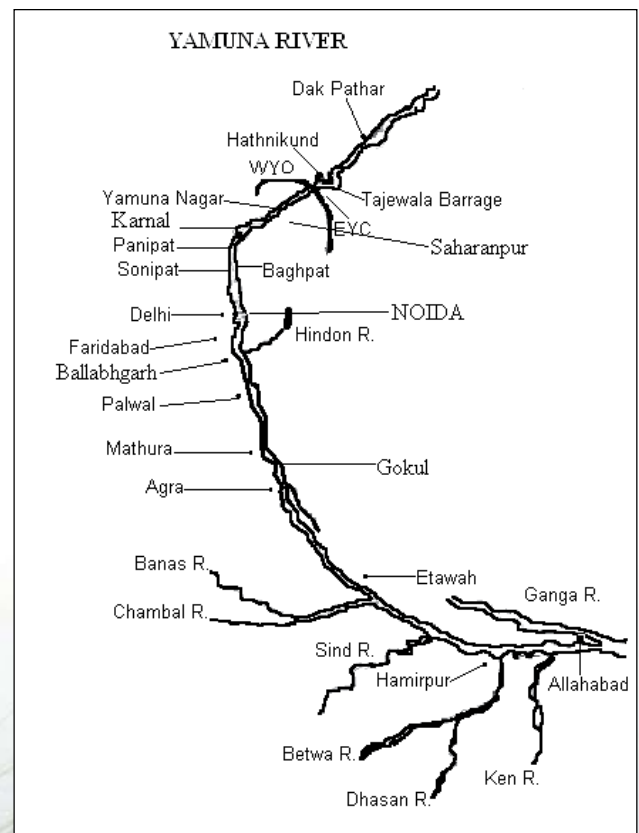 YAMUNA RIVER
Dak Pathar
Hathnikund
WYO
Yamuna Nagar
Tajewala Barrage
Karnal
EYC
Panipat
Saharanpur
Sonipat
Baghpat
Delhi
NOIDA
Faridabad
Hindon R.
Ballabhgarh
Palwal
Mathura
Gokul
Agra
Banas R.
Etawah
Ganga R.
Chambal R.
Sind R.
Hamirpur
Allahabad
Betwa R.
Ken R.
Dhasan R.